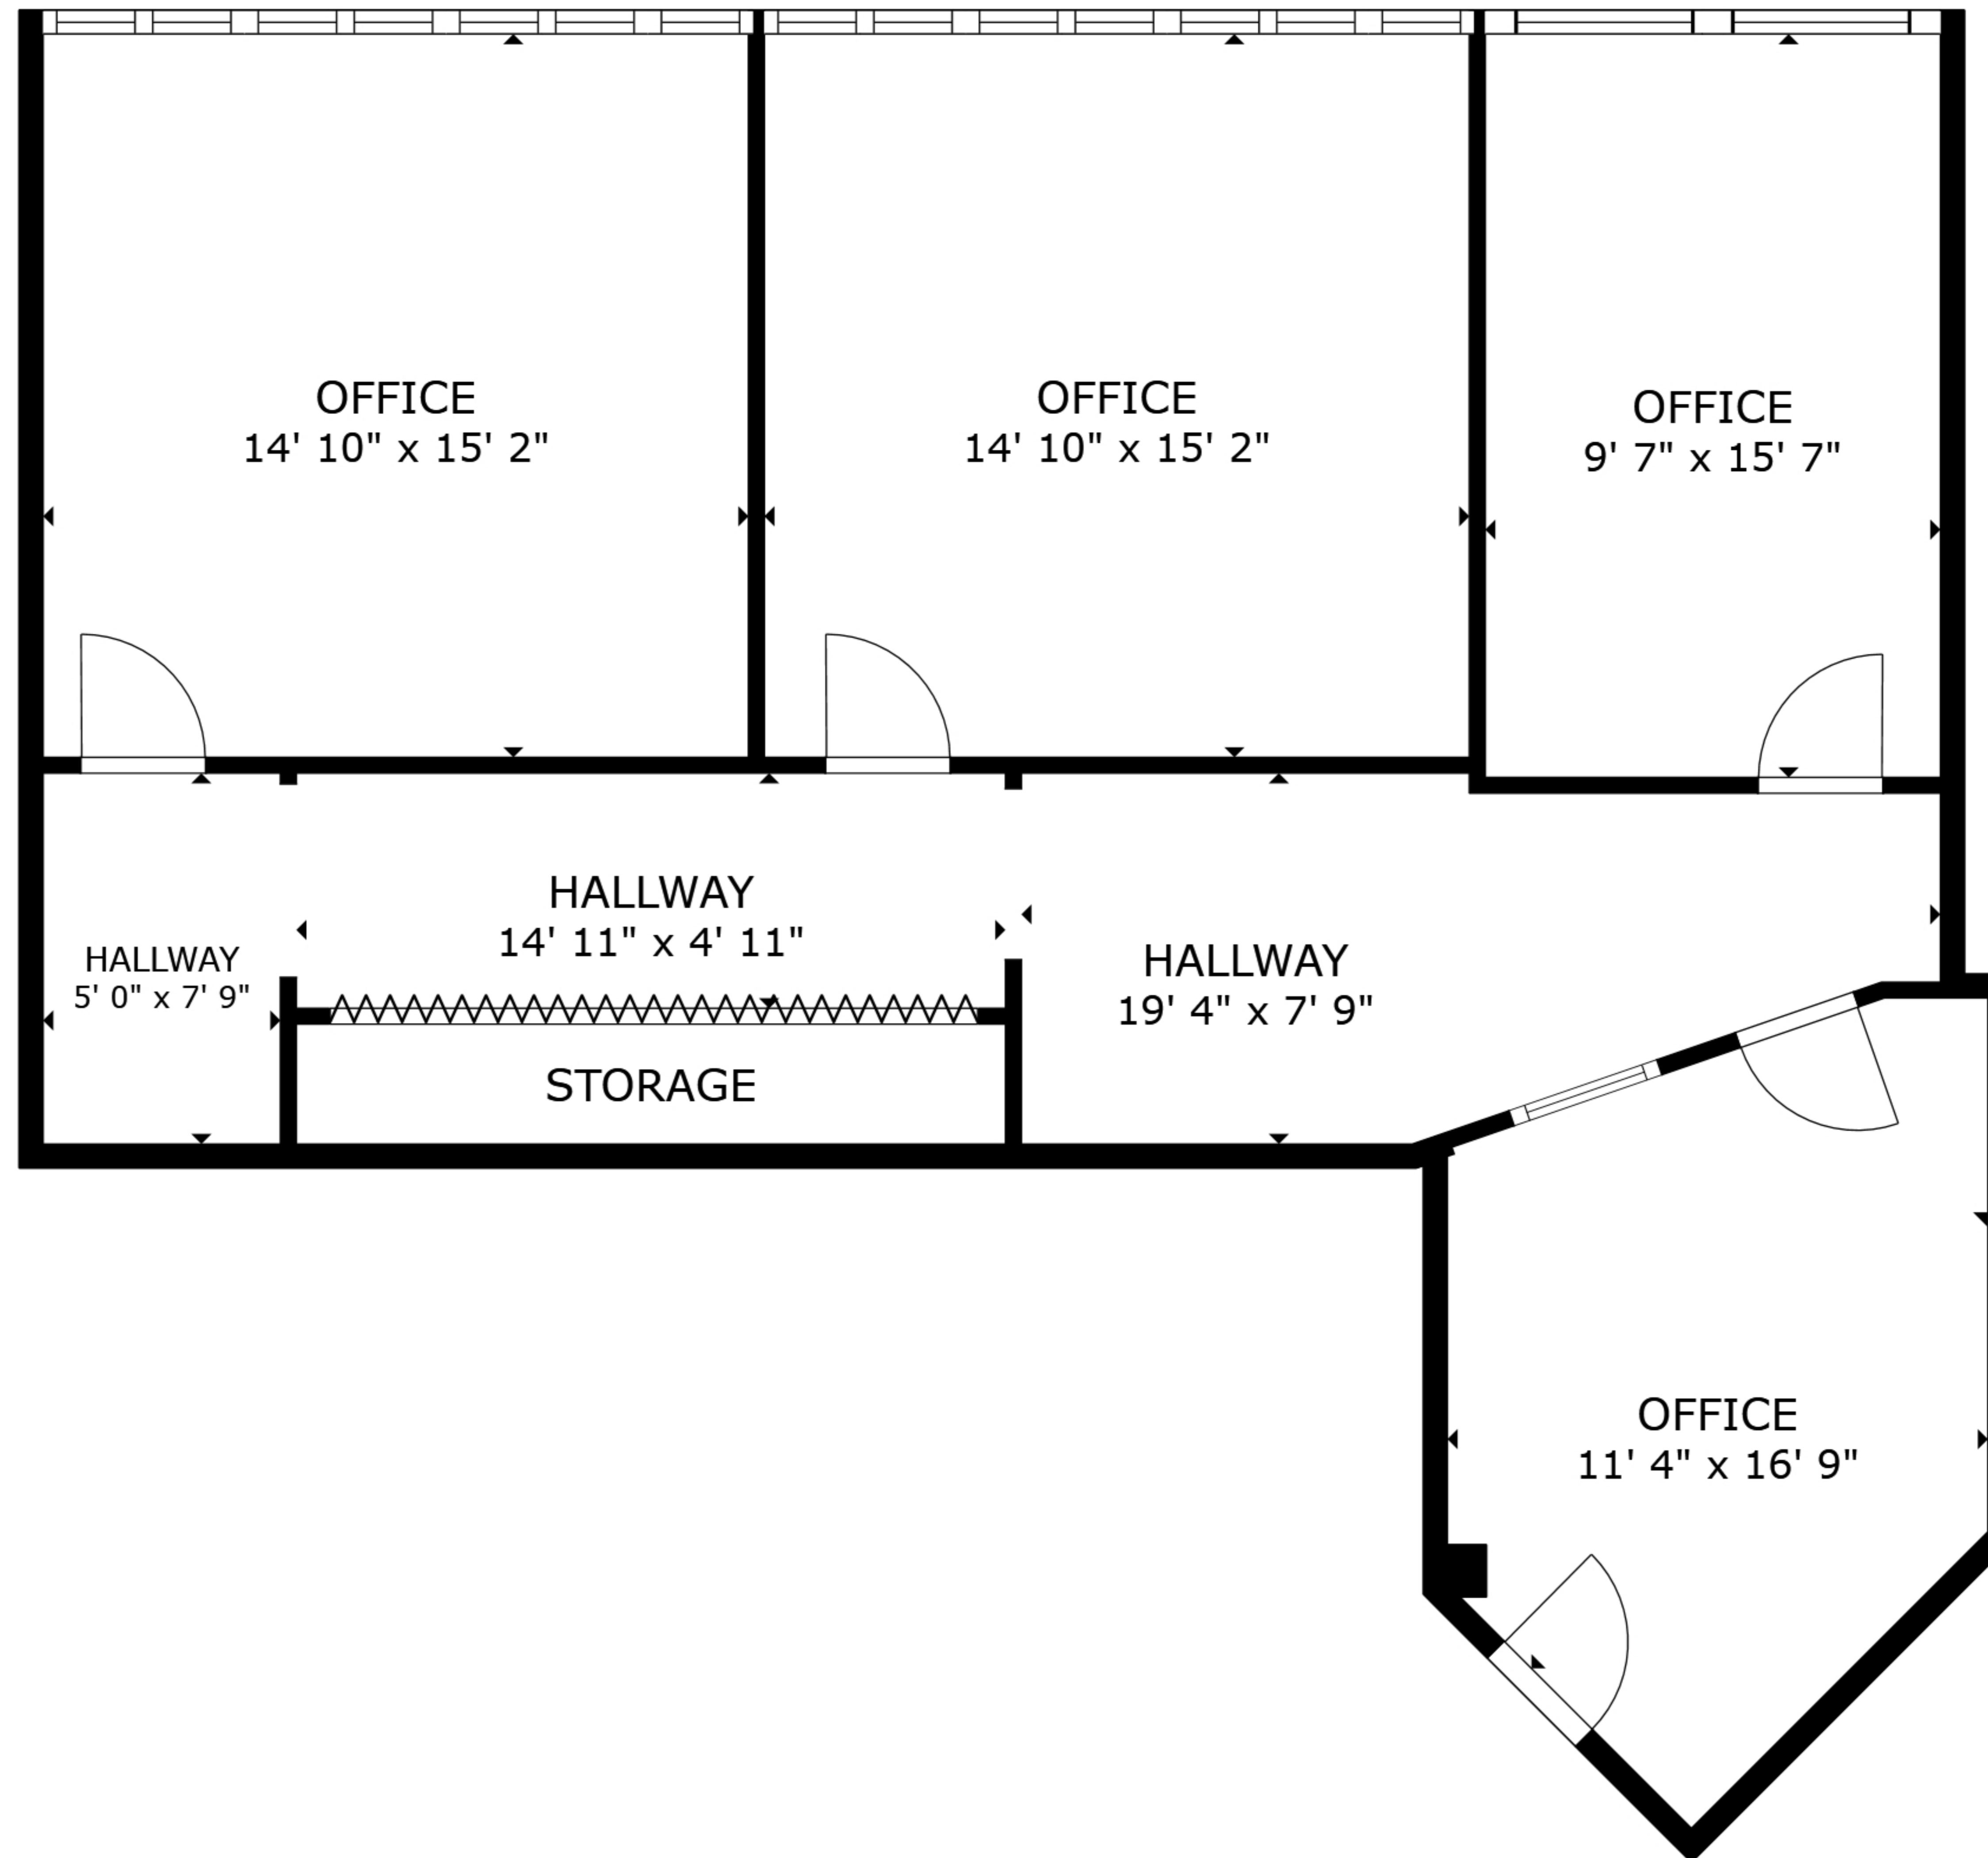 OFFICE
14' 10" x 15' 2"
OFFICE
14' 10" x 15' 2"
OFFICE
9' 7" x 15' 7"
HALLWAY
5' 0" x 7' 9"
HALLWAY
14' 11" x 4' 11"
HALLWAY
19' 4" x 7' 9"
STORAGE
OFFICE
11' 4" x 16' 9"